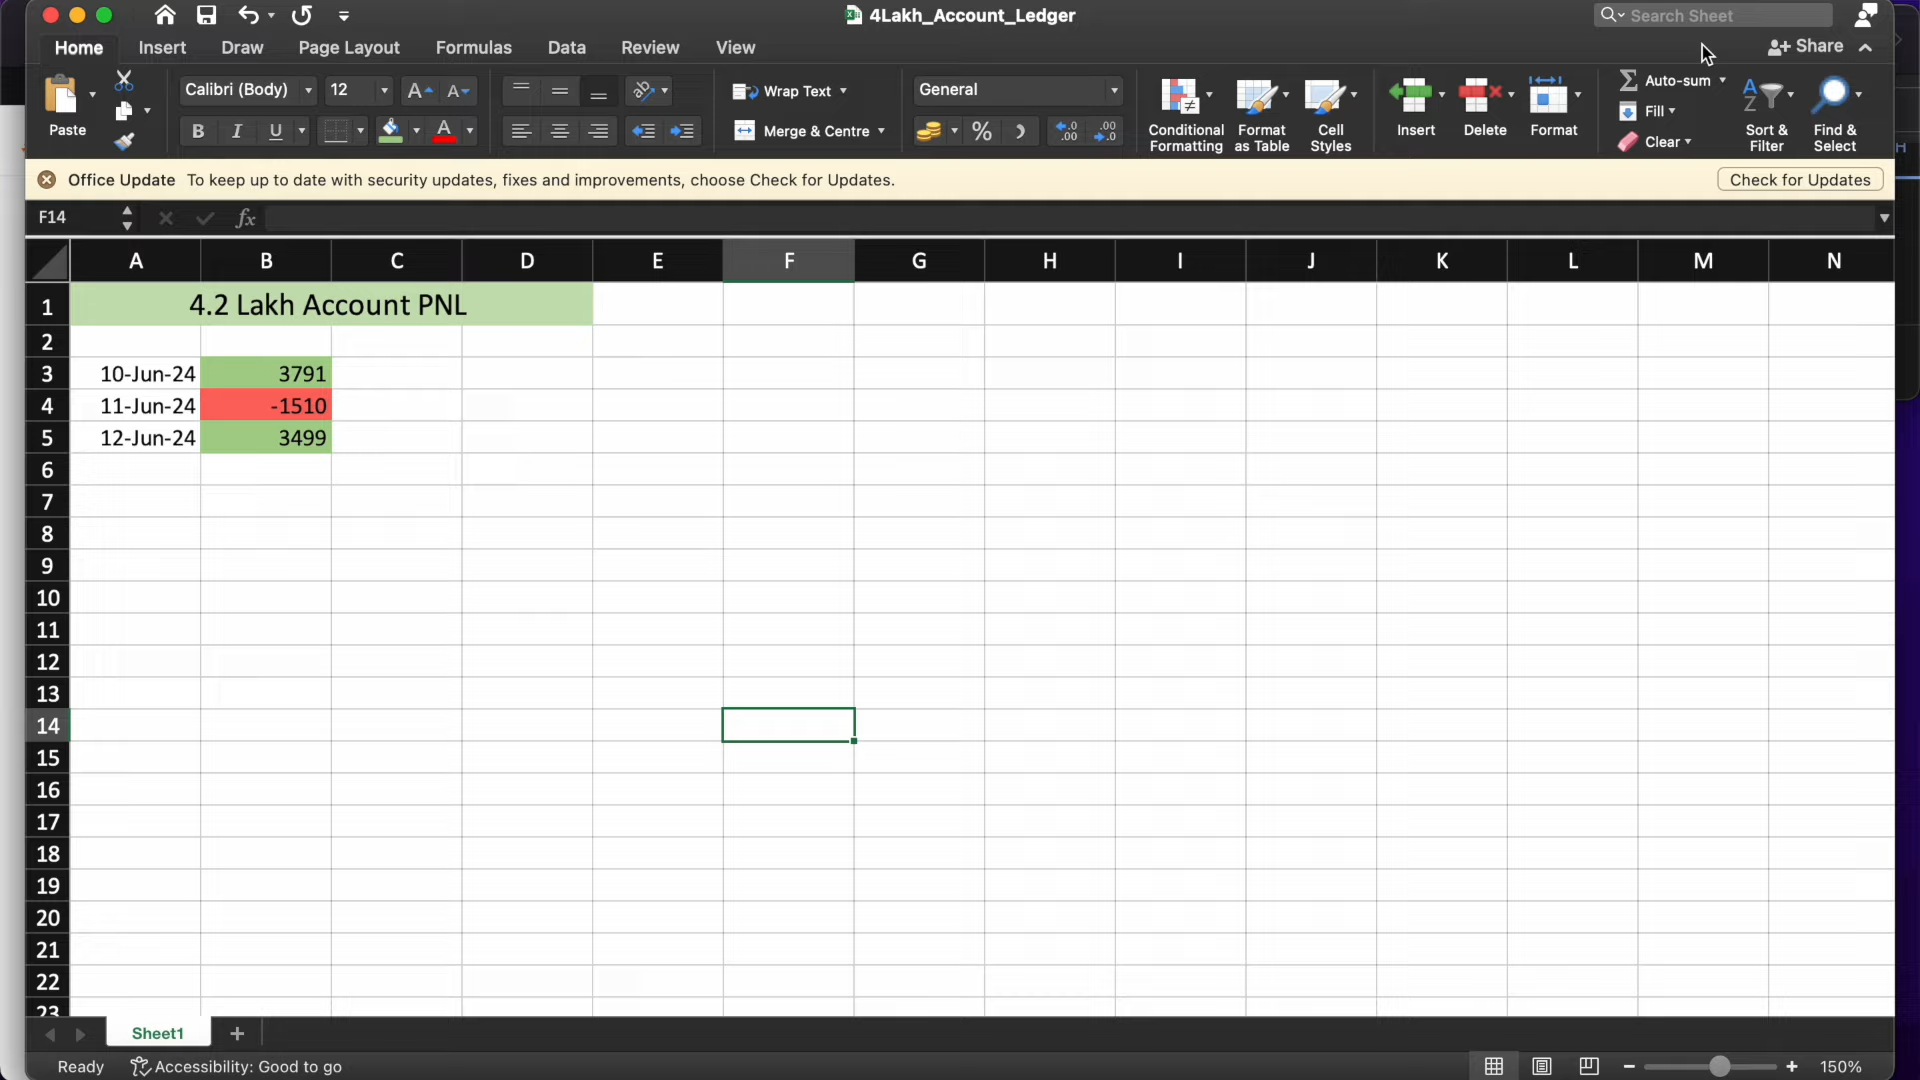 4Lakh_Account_Ledger
Search Sheet
Home Insert Draw Page Layout Formulas Data Review View
Share
Paste
Calibri (Body) 12
B I U
Wrap Text
Merge & Centre
General
Conditional Formatting
Format as Table
Cell Styles
Insert Delete Format
Auto-sum
Fill
Clear
Sort & Filter
Find & Select
Office Update To keep up to date with security updates, fixes and improvements, choose Check for Updates.
Check for Updates
F14
fx
A B C D E F G H I J K L M N
1 4.2 Lakh Account PNL
2
3 10-Jun-24 3791
4 11-Jun-24 -1510
5 12-Jun-24 3499
6
7
8
9
10
11
12
13
14
15
16
17
18
19
20
21
22
23
Sheet1
Ready
Accessibility: Good to go
150%